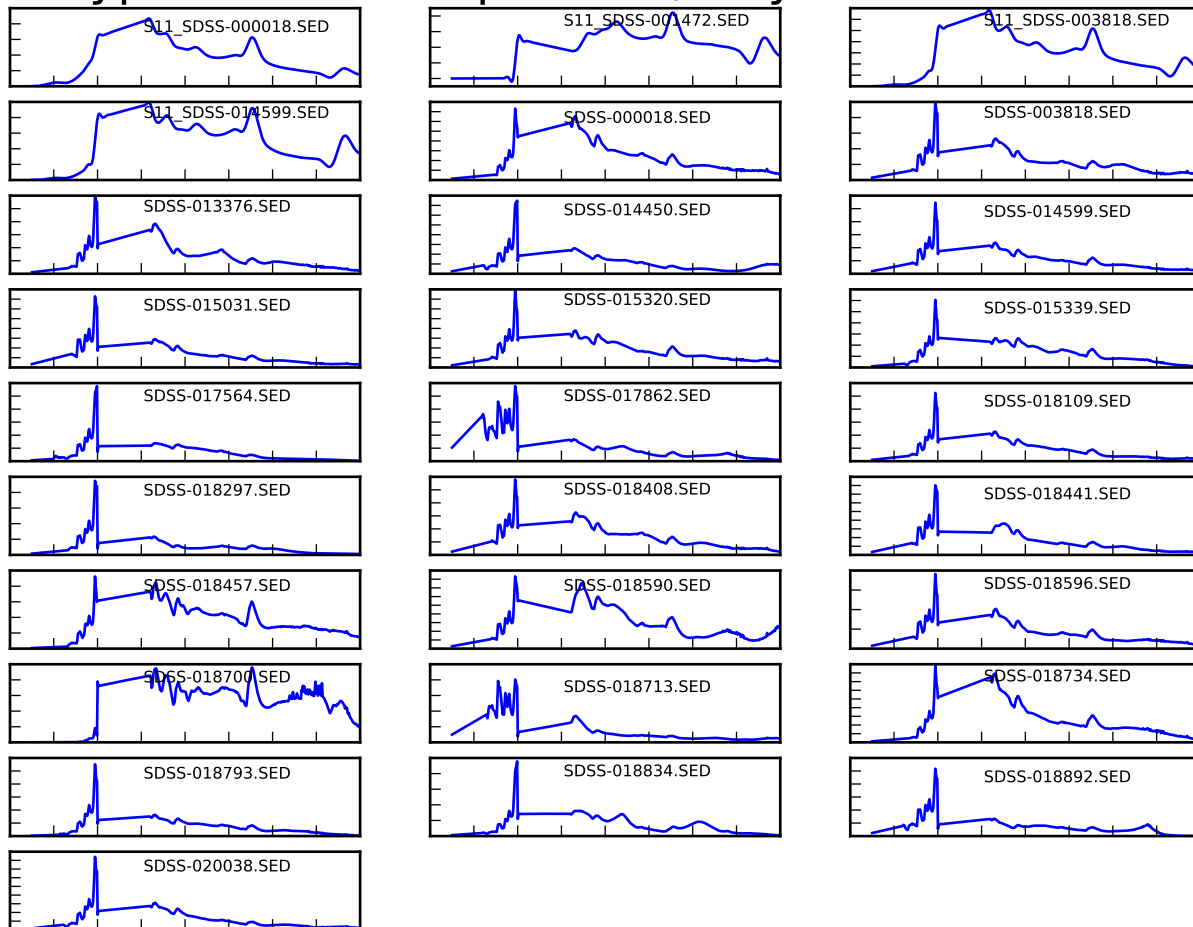 S11_SDSS-000018.SED
S11_SDSS-001472.SED
S11_SDSS-003818.SED
S11_SDSS-014599.SED
SDSS-000018.SED
SDSS-003818.SED
SDSS-013376.SED
SDSS-014450.SED
SDSS-014599.SED
SDSS-015031.SED
SDSS-015320.SED
SDSS-015339.SED
SDSS-017564.SED
SDSS-017862.SED
SDSS-018109.SED
SDSS-018297.SED
SDSS-018408.SED
SDSS-018441.SED
SDSS-018457.SED
SDSS-018590.SED
SDSS-018596.SED
SDSS-018700.SED
SDSS-018713.SED
SDSS-018734.SED
SDSS-018793.SED
SDSS-018834.SED
SDSS-018892.SED
SDSS-020038.SED